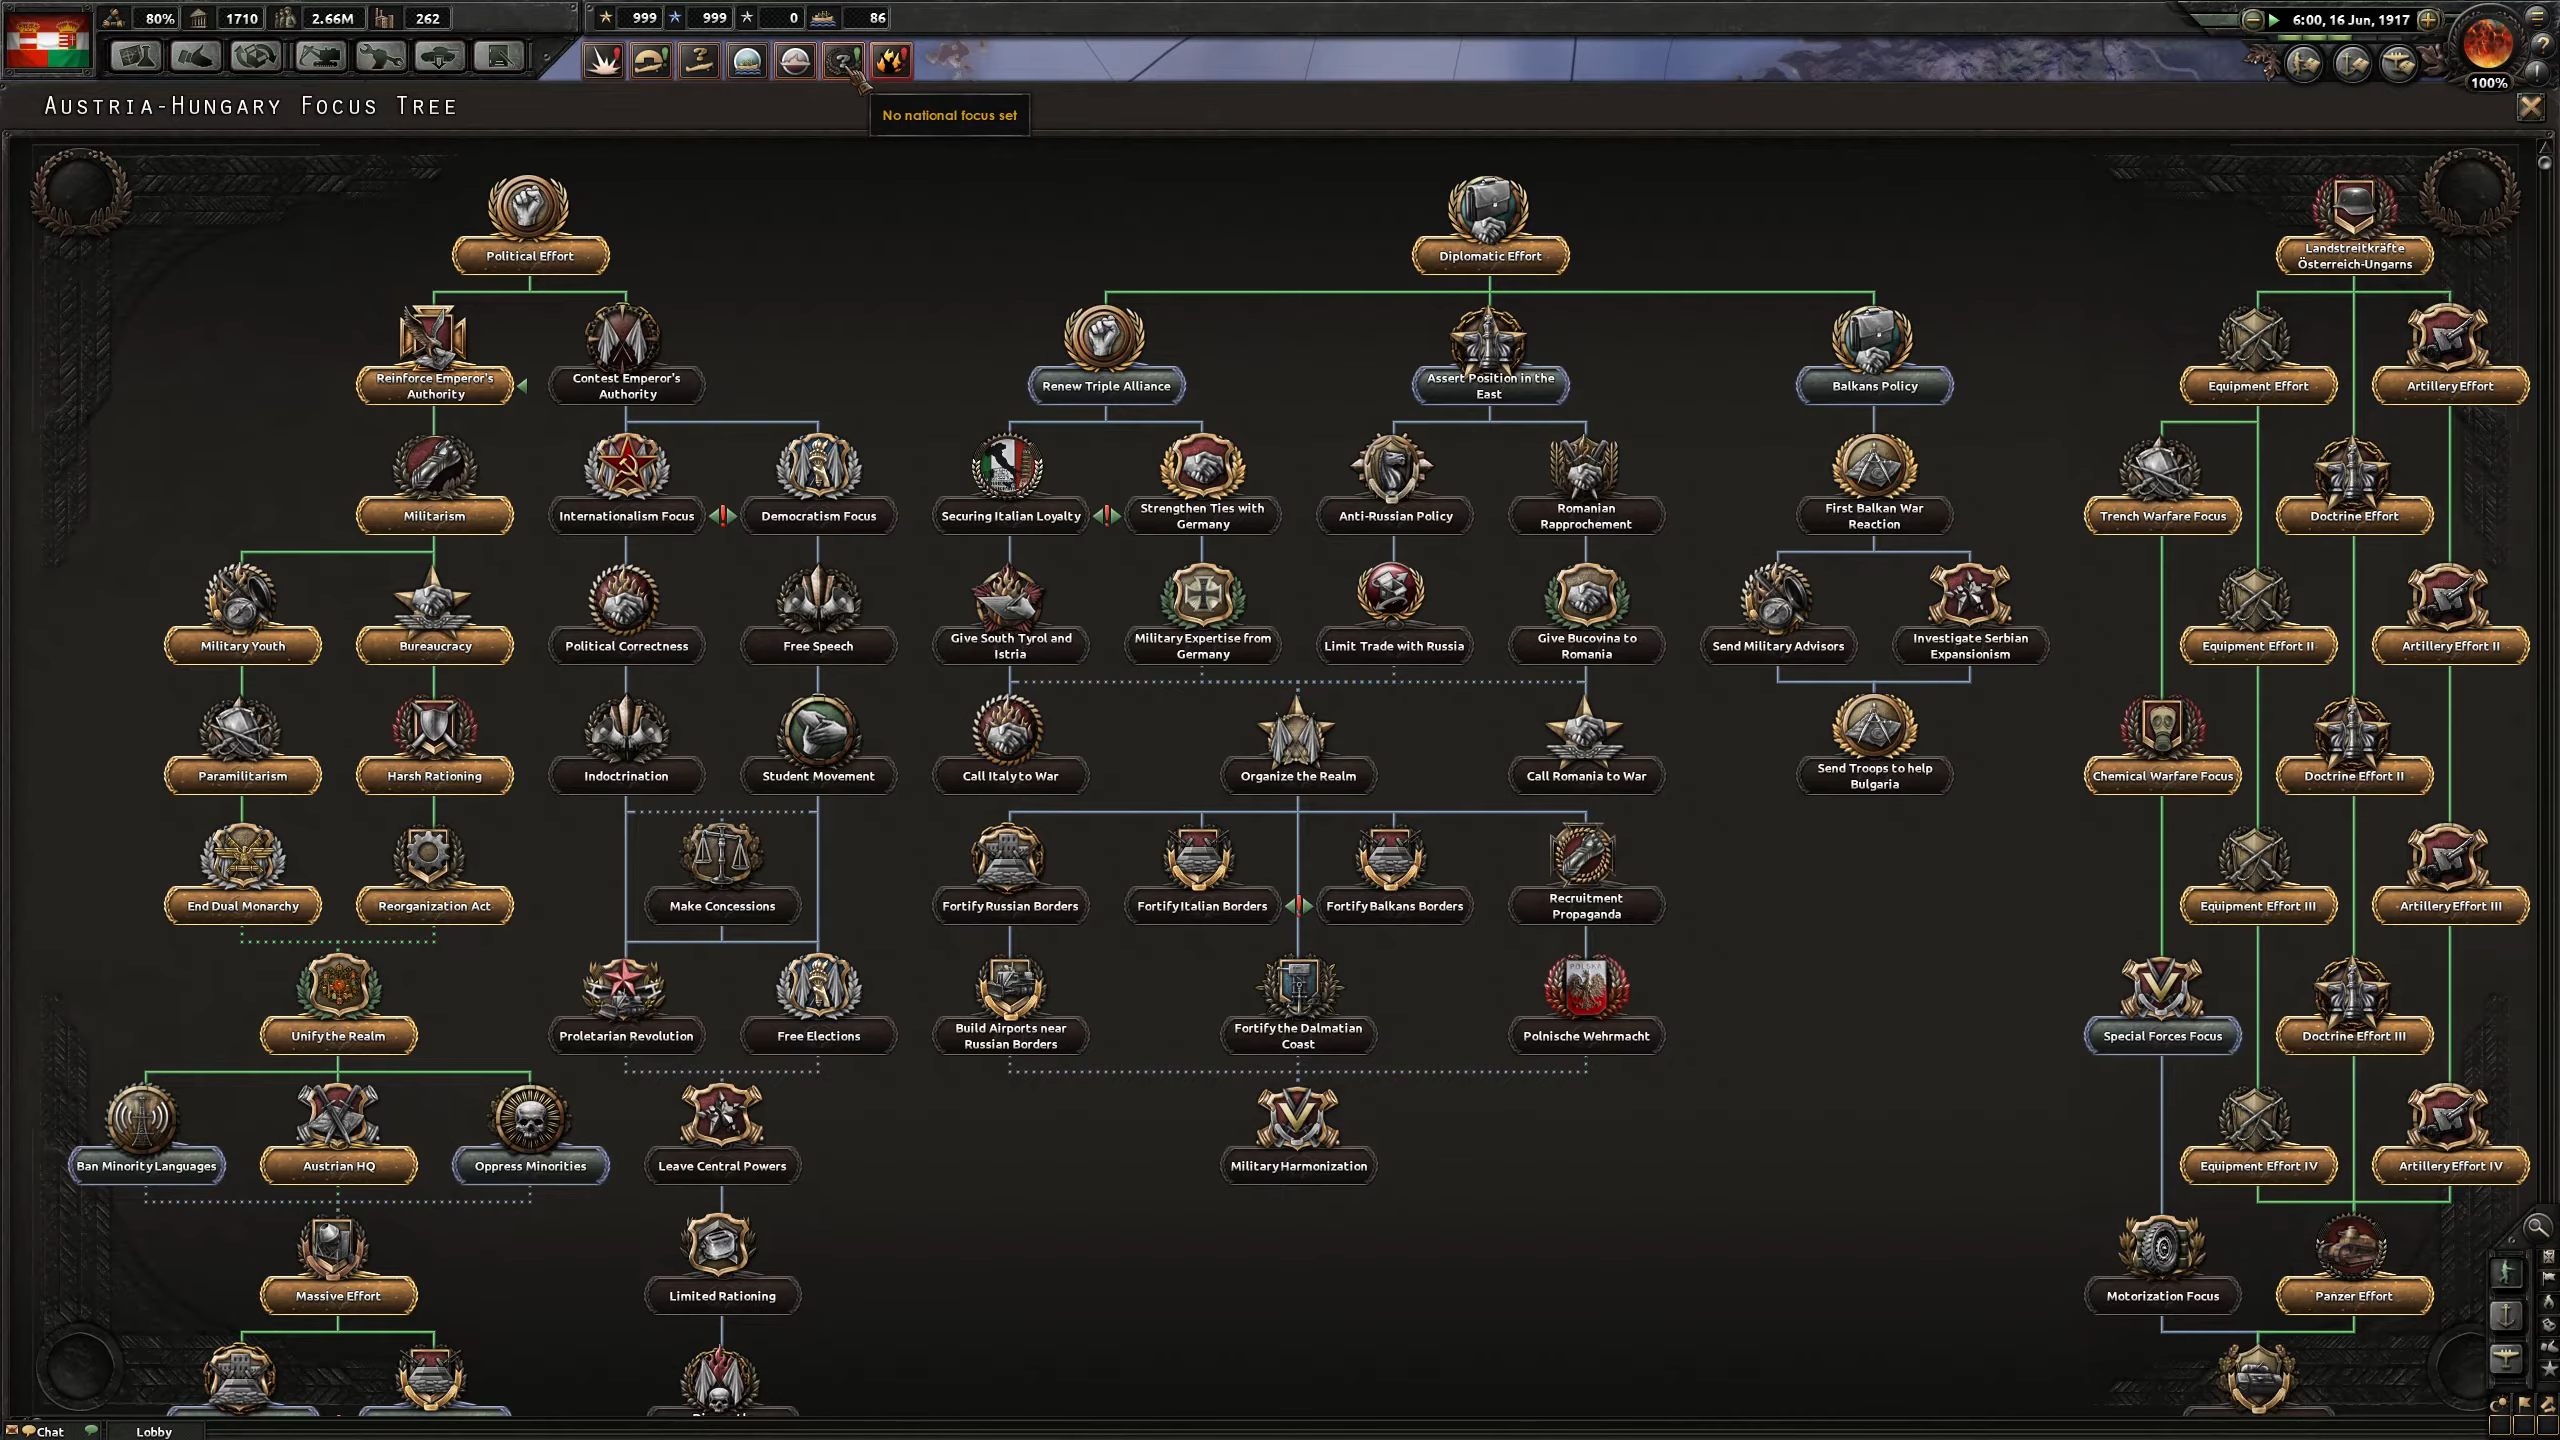 80%
1710
2.66M
262
999
999
0
86
6:00, 16 Jun, 1917
100%
AUSTRIA-HUNGARY FOCUS TREE
No national focus set
Political Effort
Diplomatic Effort
Landstreitkräfte
Österreich-Ungarns
Reinforce Emperor's
Authority
Contest Emperor's
Authority
Renew Triple Alliance
Assert Position in the
East
Balkans Policy
Equipment Effort
Artillery Effort
Militarism
Internationalism Focus
Democratism Focus
Securing Italian Loyalty
Strengthen Ties with
Germany
Anti-Russian Policy
Romanian
Rapprochement
First Balkan War
Reaction
Trench Warfare Focus
Doctrine Effort
Military Youth
Bureaucracy
Political Correctness
Free Speech
Give South Tyrol and
Istria
Military Expertise from
Germany
Limit Trade with Russia
Give Bucovina to
Romania
Send Military Advisors
Investigate Serbian
Expansionism
Equipment Effort II
Artillery Effort II
Paramilitarism
Harsh Rationing
Indoctrination
Student Movement
Call Italy to War
Organize the Realm
Call Romania to War
Send Troops to help
Bulgaria
Chemical Warfare Focus
Doctrine Effort II
End Dual Monarchy
Reorganization Act
Make Concessions
Fortify Russian Borders
Fortify Italian Borders
Fortify Balkans Borders
Recruitment
Propaganda
Equipment Effort III
Artillery Effort III
POLSKA
Unify the Realm
Proletarian Revolution
Free Elections
Build Airports near
Russian Borders
Fortify the Dalmatian
Coast
Polnische Wehrmacht
Special Forces Focus
Doctrine Effort III
Ban Minority Languages
Austrian HQ
Oppress Minorities
Leave Central Powers
Military Harmonization
Equipment Effort IV
Artillery Effort IV
Massive Effort
Limited Rationing
Motorization Focus
Panzer Effort
Chat
Lobby